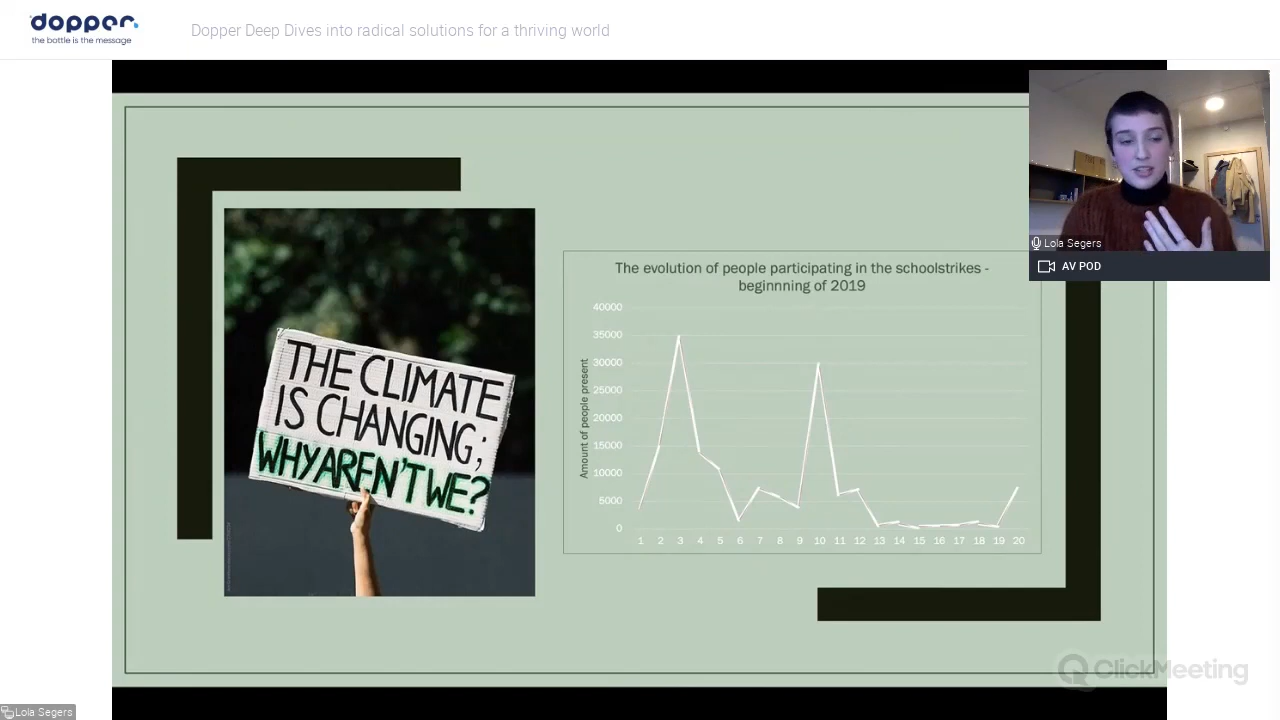 dopper.
the bottle is the message
Dopper Deep Dives into radical solutions for a thriving world
Lola Segers
AV POD
THE CLIMATE
IS CHANGING;
WHY AREN'T WE?
The evolution of people participating in the schoolstrikes -
beginnning of 2019
Amount of people present
40000
35000
30000
25000
20000
15000
10000
5000
0
1 2 3 4 5 6 7 8 9 10 11 12 13 14 15 16 17 18 19 20
ClickMeeting
Lola Segers